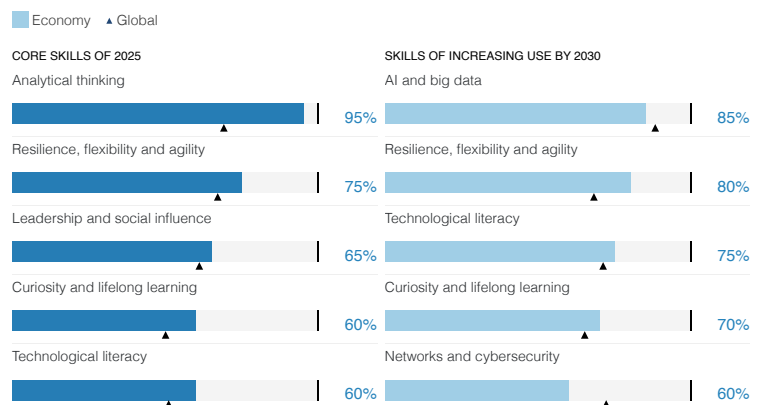 Economy Global
CORE SKILLS OF 2025
Analytical thinking
95%
Resilience, flexibility and agility
75%
Leadership and social influence
65%
Curiosity and lifelong learning
60%
Technological literacy
60%
SKILLS OF INCREASING USE BY 2030
AI and big data
85%
Resilience, flexibility and agility
80%
Technological literacy
75%
Curiosity and lifelong learning
70%
Networks and cybersecurity
60%